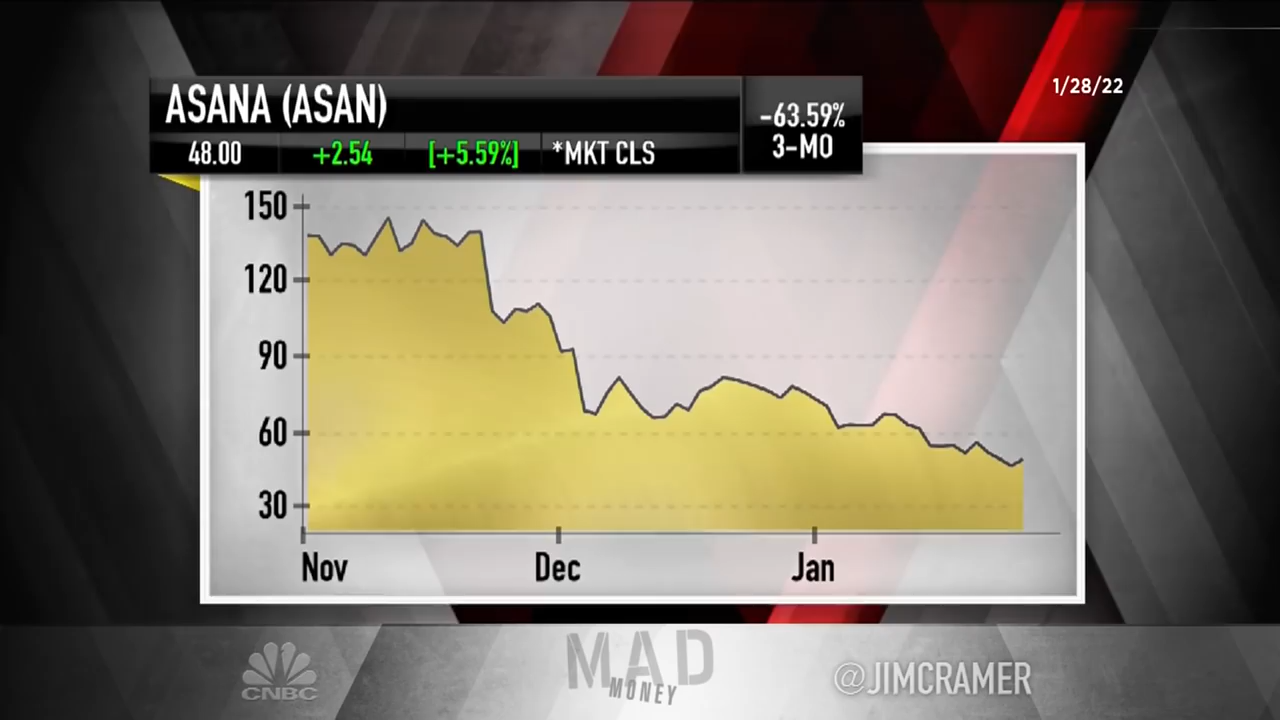 ASANA (ASAN)
48.00 +2.54 [+5.59%] *MKT CLS
-63.59%
3-MO
1/28/22
150
120
90
60
30
Nov Dec Jan
CNBC
MAD
MONEY
@JIMCRAMER